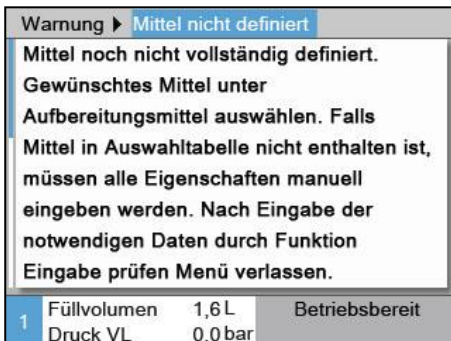 Warnung ▶ Mittel nicht definiert
Mittel noch nicht vollständig definiert.
Gewünschtes Mittel unter
Aufbereitungsmittel auswählen. Falls
Mittel in Auswahltabelle nicht enthalten ist,
müssen alle Eigenschaften manuell
eingeben werden. Nach Eingabe der
notwendigen Daten durch Funktion
Eingabe prüfen Menü verlassen.
1 Füllvolumen 1,6 L Betriebsbereit
Druck VL 0,0 bar